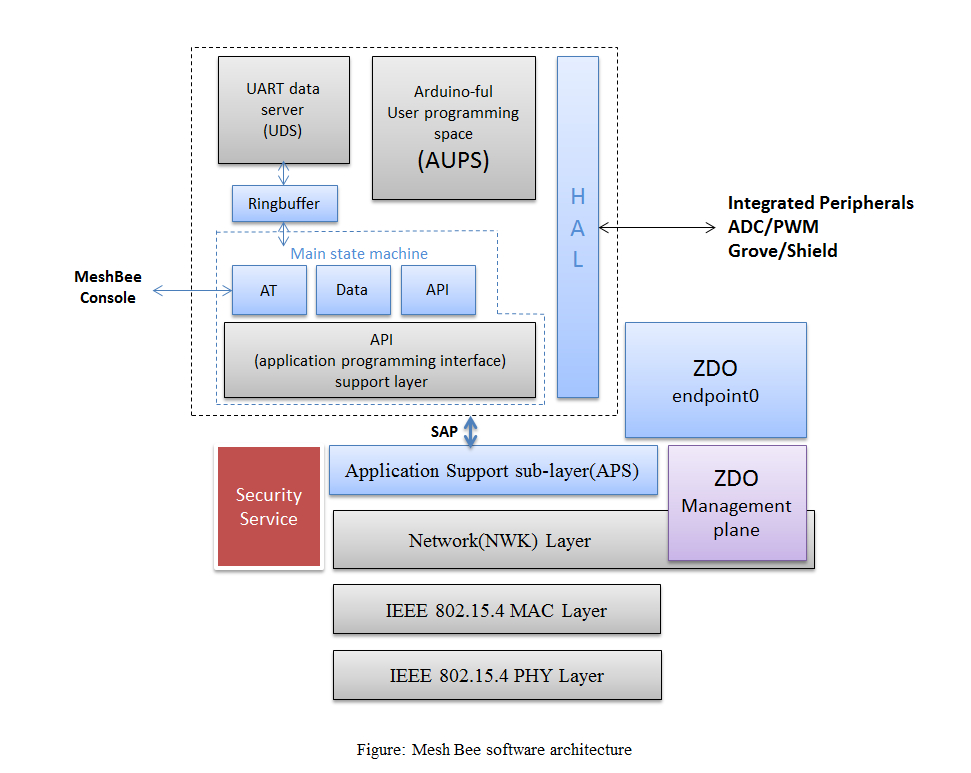 UART data
server
(UDS)
Arduino-ful
User programming
space
(AUPS)
H
A
L
Ringbuffer
Integrated Peripherals
ADC/PWM
Grove/Shield
Main state machine
MeshBee
Console
AT
Data
API
API
(application programming interface)
support layer
ZDO
endpoint0
SAP
Security
Service
Application Support sub-layer(APS)
ZDO
Management
plane
Network(NWK) Layer
IEEE 802.15.4 MAC Layer
IEEE 802.15.4 PHY Layer
Figure: Mesh Bee software architecture